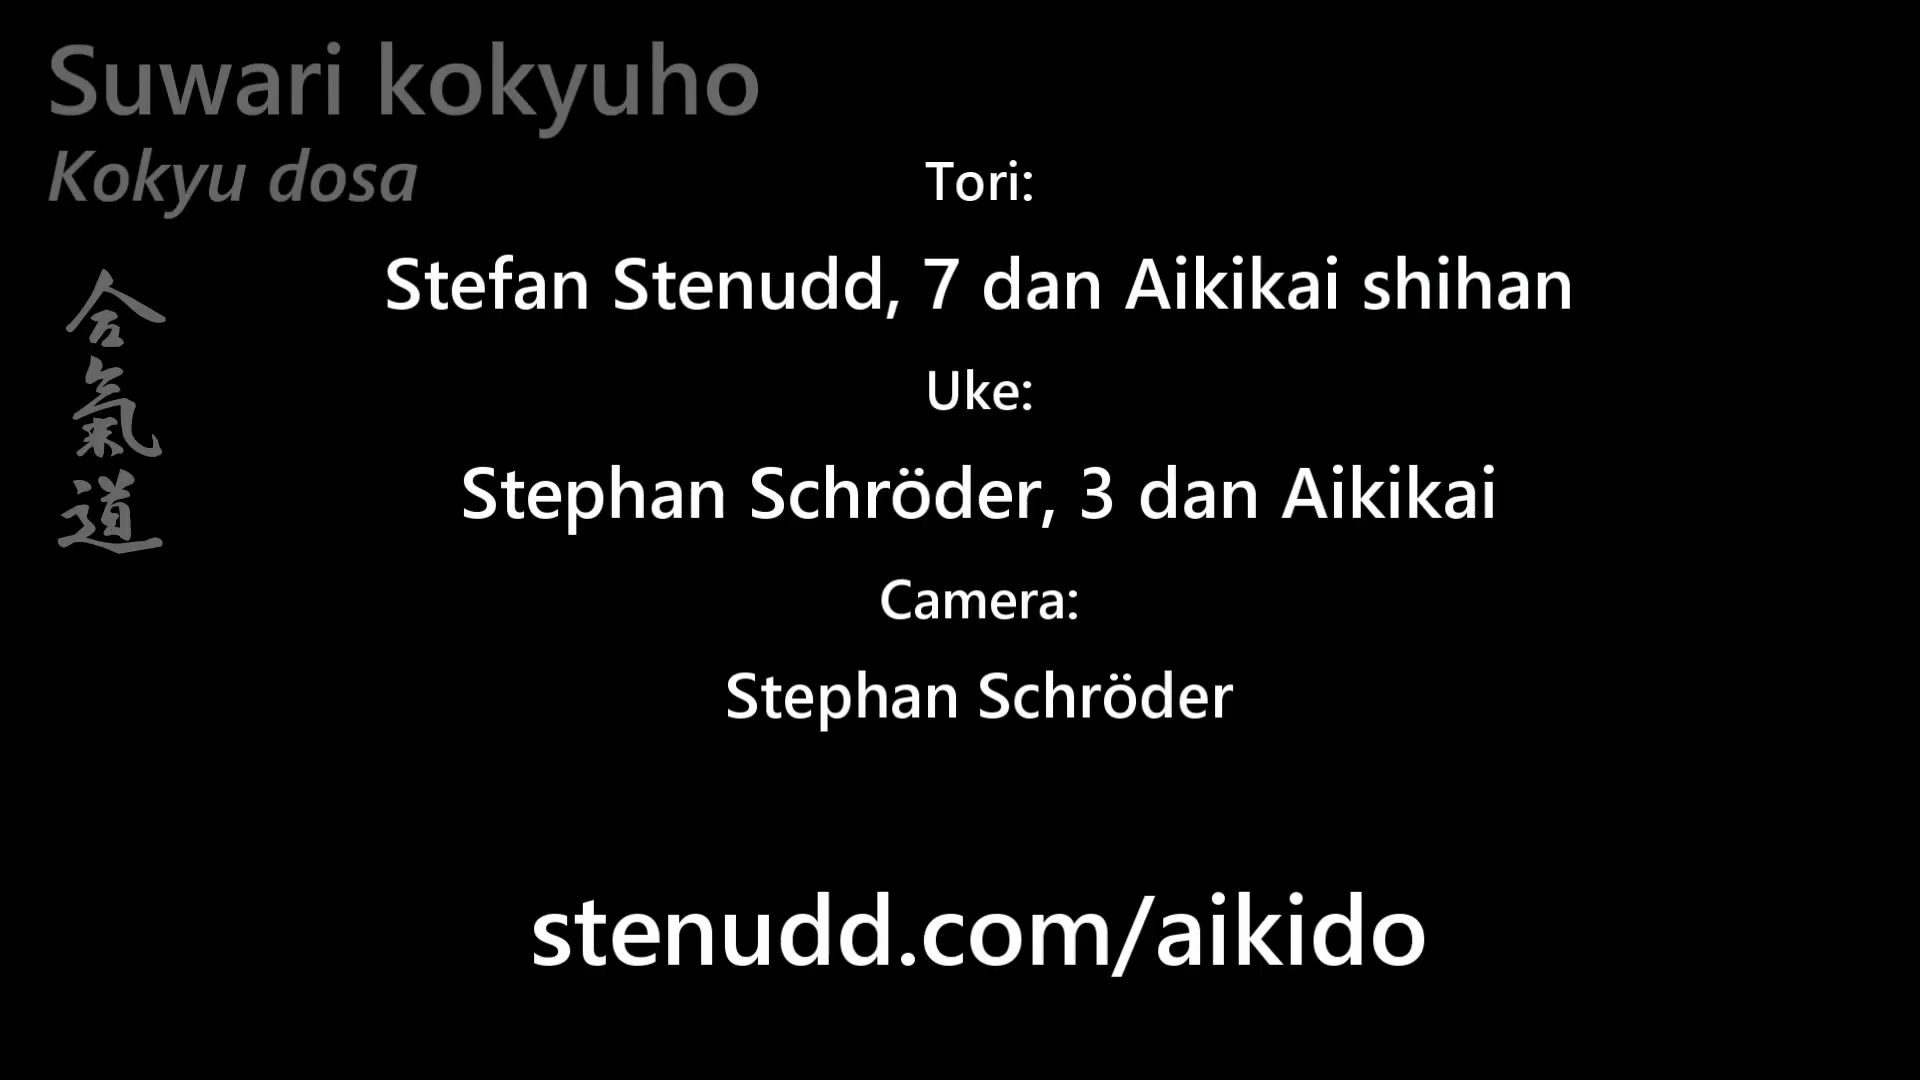 Suwari kokyuho
Kokyu dosa
合氣道
Tori:
Stefan Stenudd, 7 dan Aikikai shihan
Uke:
Stephan Schröder, 3 dan Aikikai
Camera:
Stephan Schröder
stenudd.com/aikido